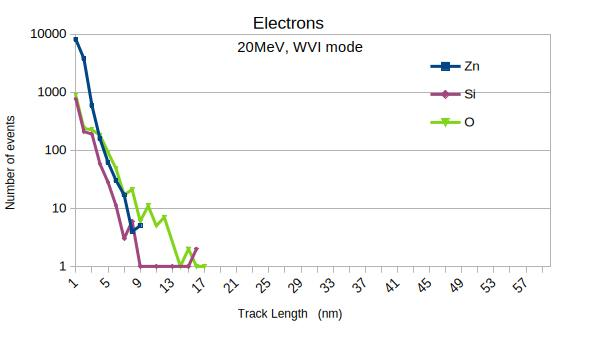 Electrons
20MeV, WVI mode
10000
1000
100
10
1
Number of events
Zn
Si
O
1 5 9 13 17 21 25 29 33 37 41 45 49 53 57
Track Length (nm)